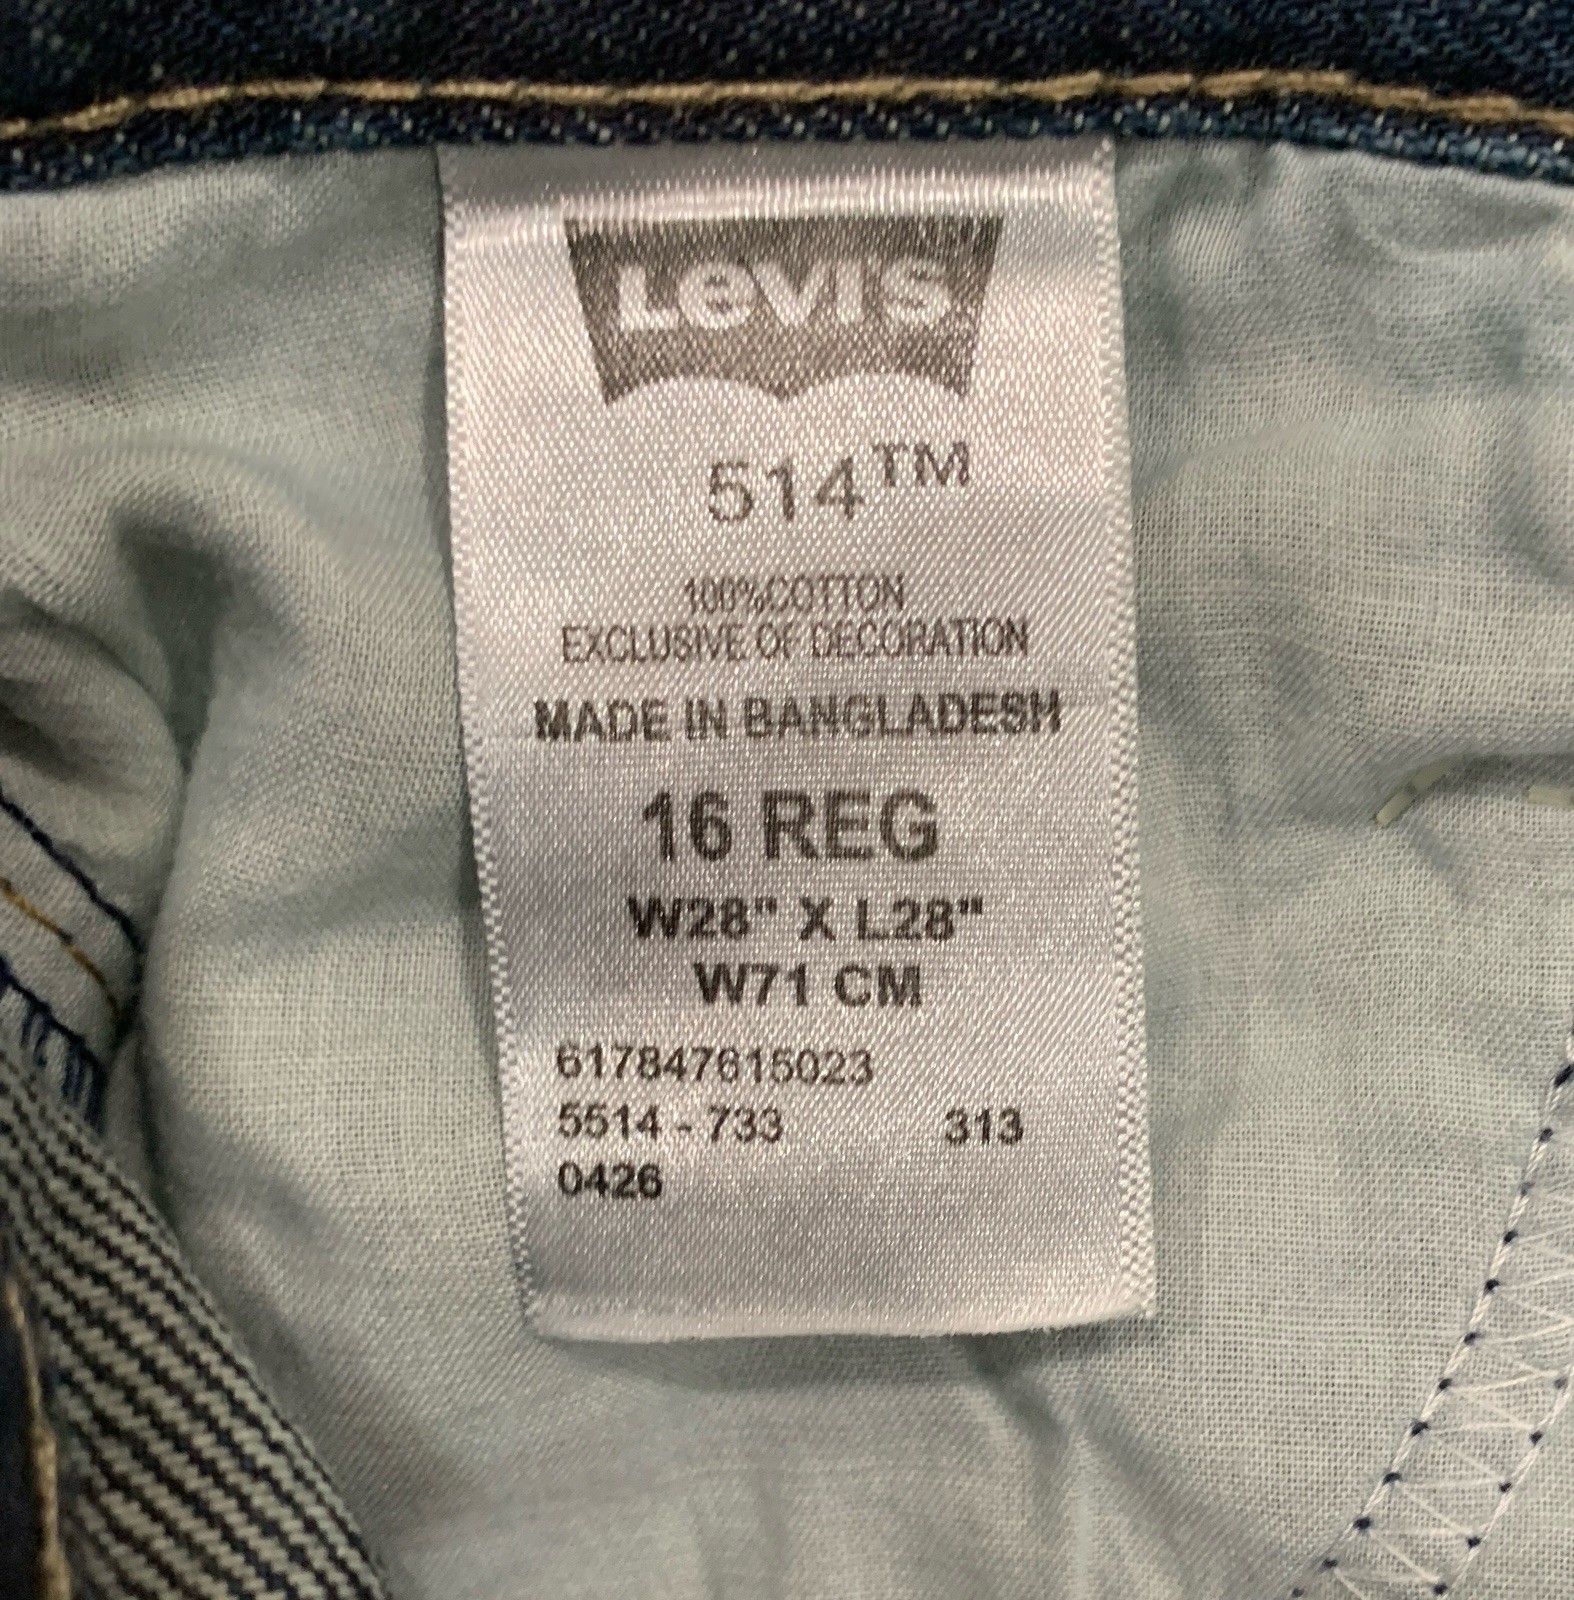 Levi's
514™
100%COTTON
EXCLUSIVE OF DECORATION
MADE IN BANGLADESH
16 REG
W28" X L28"
W71 CM
617847615023
5514 - 733 313
0426